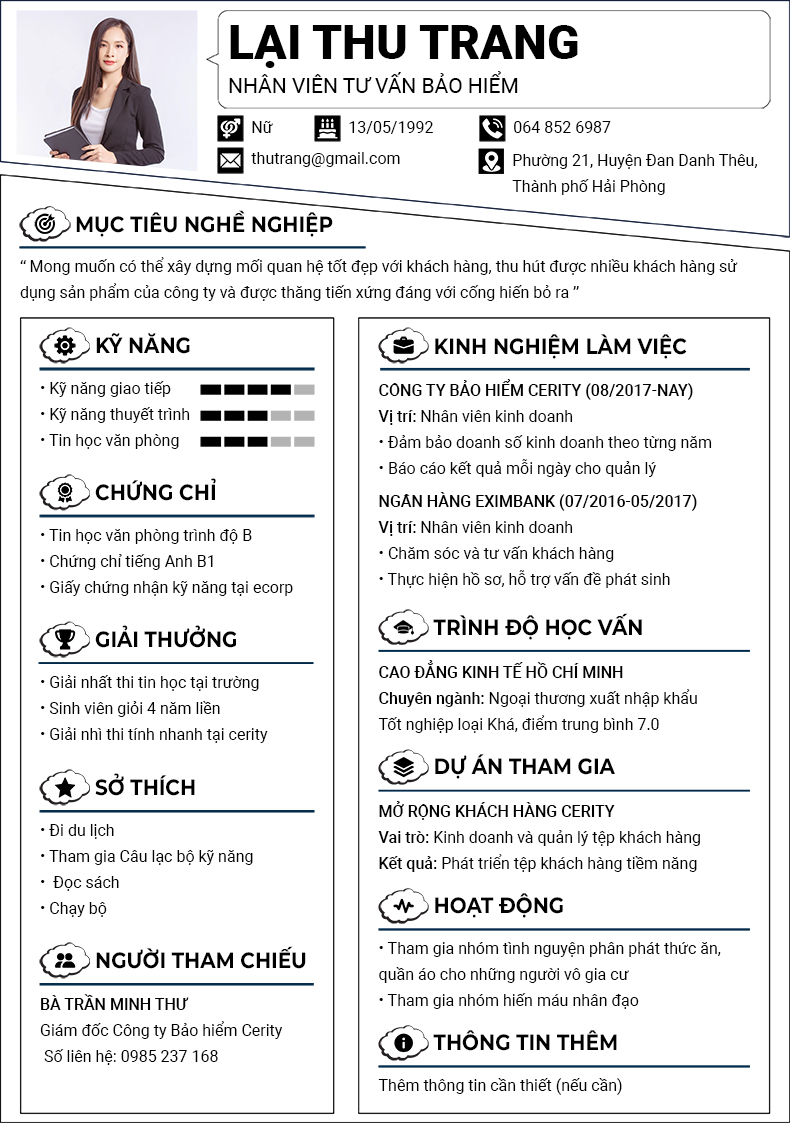 LẠI THU TRANG
NHÂN VIÊN TƯ VẤN BẢO HIỂM
Nữ
13/05/1992
064 852 6987
thutrang@gmail.com
Phường 21, Huyện Đan Danh Thêu,
Thành phố Hải Phòng
MỤC TIÊU NGHỀ NGHIỆP
“ Mong muốn có thể xây dựng mối quan hệ tốt đẹp với khách hàng, thu hút được nhiều khách hàng sử
dụng sản phẩm của công ty và được thăng tiến xứng đáng với cống hiến bỏ ra ”
KỸ NĂNG
• Kỹ năng giao tiếp
• Kỹ năng thuyết trình
• Tin học văn phòng
CHỨNG CHỈ
• Tin học văn phòng trình độ B
• Chứng chỉ tiếng Anh B1
• Giấy chứng nhận kỹ năng tại ecorp
GIẢI THƯỞNG
• Giải nhất thi tin học tại trường
• Sinh viên giỏi 4 năm liền
• Giải nhì thi tính nhanh tại cerity
SỞ THÍCH
• Đi du lịch
• Tham gia Câu lạc bộ kỹ năng
• Đọc sách
• Chạy bộ
NGƯỜI THAM CHIẾU
BÀ TRẦN MINH THƯ
Giám đốc Công ty Bảo hiểm Cerity
Số liên hệ: 0985 237 168
KINH NGHIỆM LÀM VIỆC
CÔNG TY BẢO HIỂM CERITY (08/2017-NAY)
Vị trí: Nhân viên kinh doanh
• Đảm bảo doanh số kinh doanh theo từng năm
• Báo cáo kết quả mỗi ngày cho quản lý
NGÂN HÀNG EXIMBANK (07/2016-05/2017)
Vị trí: Nhân viên kinh doanh
• Chăm sóc và tư vấn khách hàng
• Thực hiện hồ sơ, hỗ trợ vấn đề phát sinh
TRÌNH ĐỘ HỌC VẤN
CAO ĐẲNG KINH TẾ HỒ CHÍ MINH
Chuyên ngành: Ngoại thương xuất nhập khẩu
Tốt nghiệp loại Khá, điểm trung bình 7.0
DỰ ÁN THAM GIA
MỞ RỘNG KHÁCH HÀNG CERITY
Vai trò: Kinh doanh và quản lý tệp khách hàng
Kết quả: Phát triển tệp khách hàng tiềm năng
HOẠT ĐỘNG
• Tham gia nhóm tình nguyện phân phát thức ăn,
quần áo cho những người vô gia cư
• Tham gia nhóm hiến máu nhân đạo
THÔNG TIN THÊM
Thêm thông tin cần thiết (nếu cần)